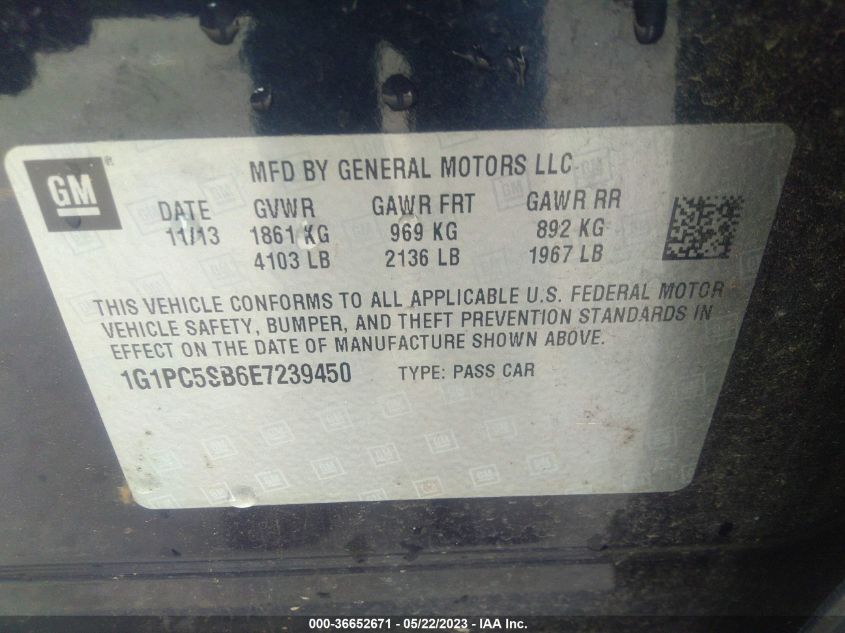 GM ®
MFD BY GENERAL MOTORS LLC
DATE GVWR GAWR FRT GAWR RR
11/13 1861 KG 969 KG 892 KG
4103 LB 2136 LB 1967 LB
THIS VEHICLE CONFORMS TO ALL APPLICABLE U.S. FEDERAL MOTOR
VEHICLE SAFETY, BUMPER, AND THEFT PREVENTION STANDARDS IN
EFFECT ON THE DATE OF MANUFACTURE SHOWN ABOVE.
1G1PC5SB6E7239450 TYPE: PASS CAR
000-36652671 - 05/22/2023 - IAA Inc.